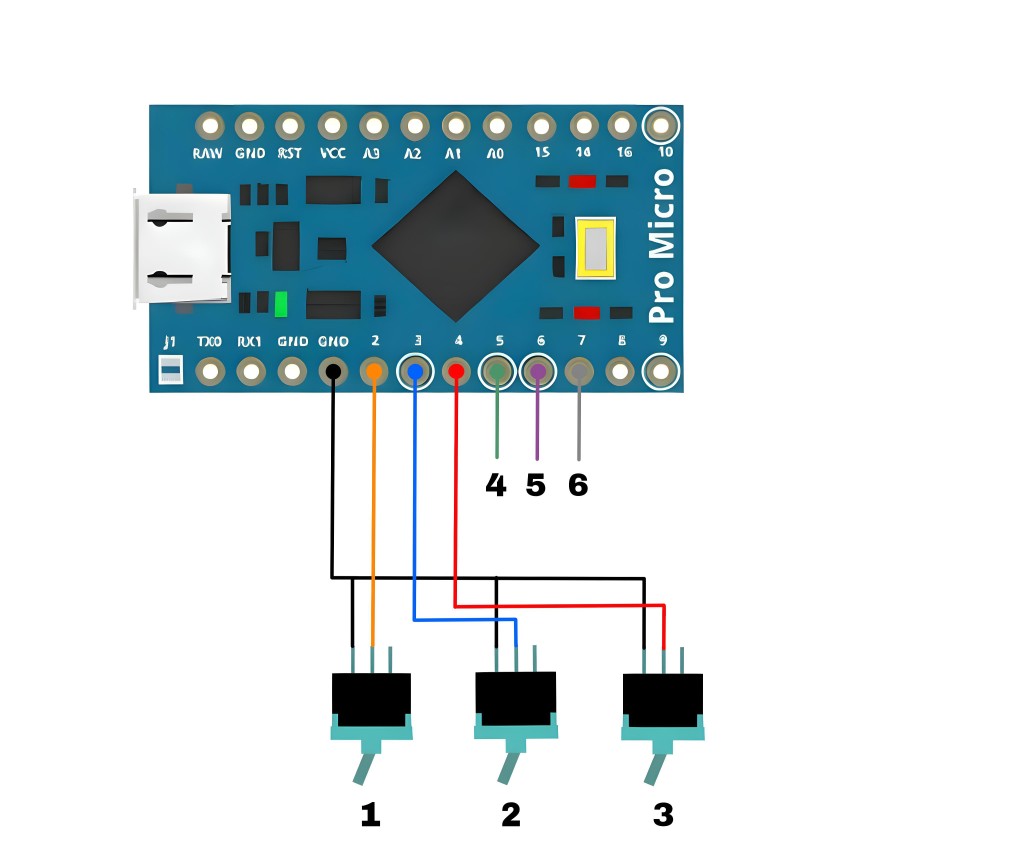 RAW GND RST VCC A3 A2 A1 A0 15 14 16 10
Pro Micro
J1 TX0 RX1 GND GND 2 3 4 5 6 7 8 9
4 5 6
1 2 3